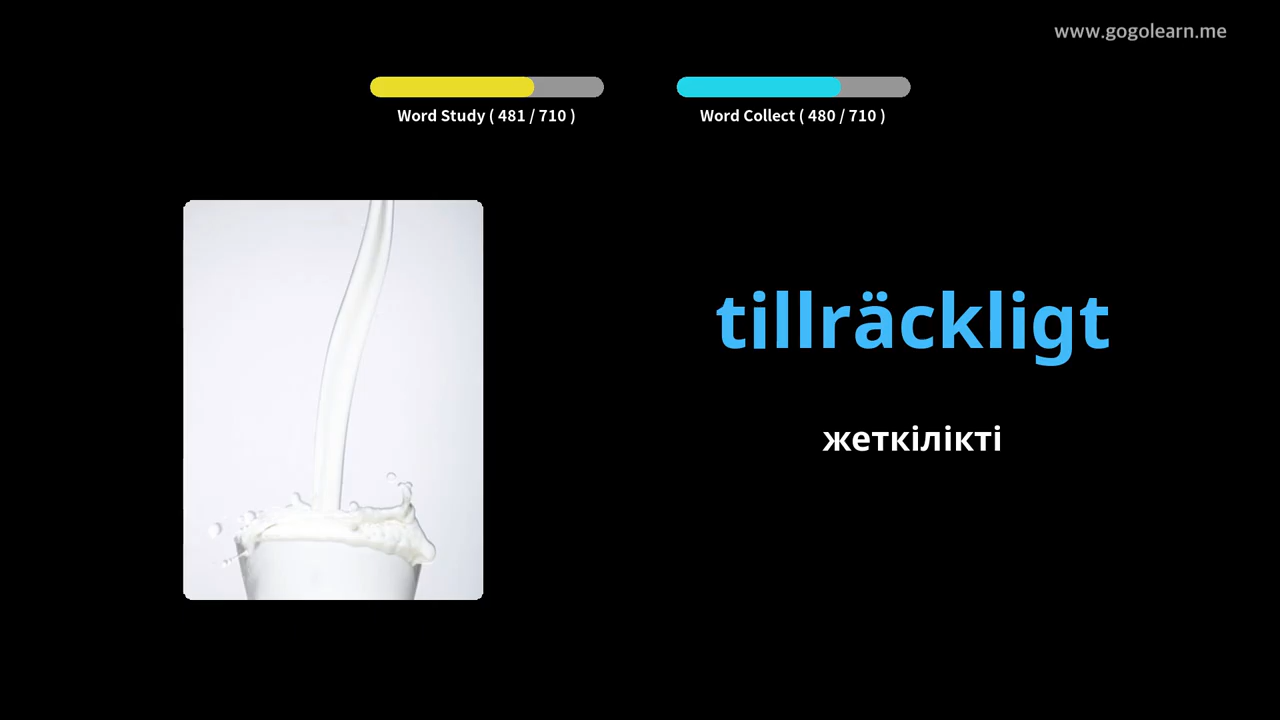 www.gogolearn.me
Word Study ( 481 / 710 )
Word Collect ( 480 / 710 )
tillräckligt
жеткілікті